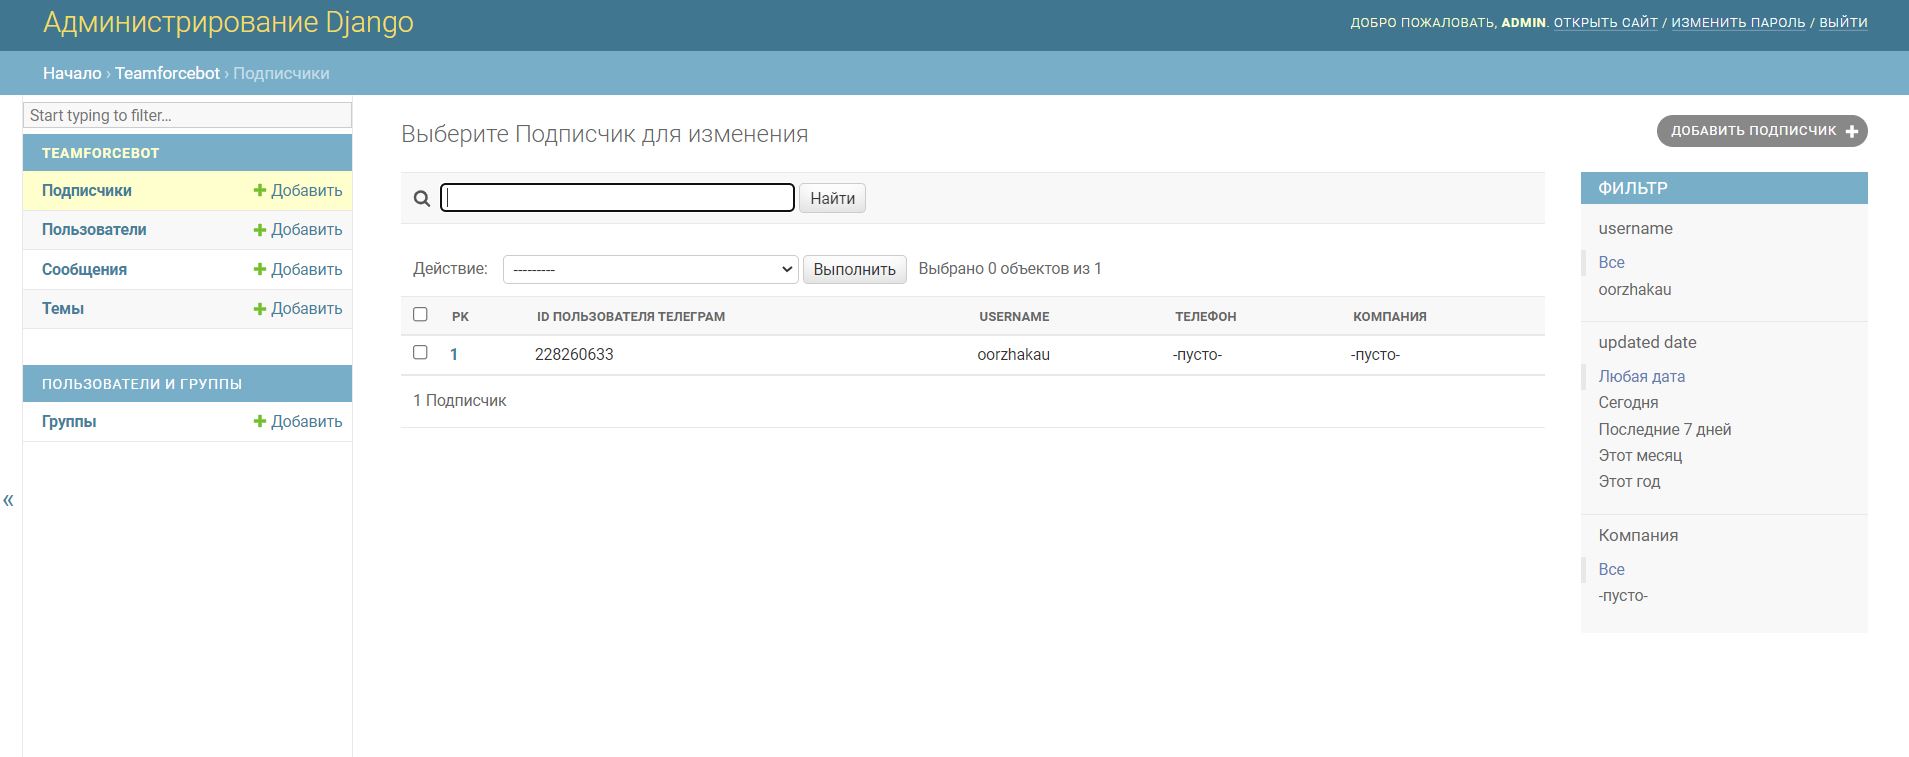 Администрирование Django
ДОБРО ПОЖАЛОВАТЬ, ADMIN. ОТКРЫТЬ САЙТ / ИЗМЕНИТЬ ПАРОЛЬ / ВЫЙТИ
Начало › Teamforcebot › Подписчики
Start typing to filter...
TEAMFORCEBOT
Подписчики Добавить
Пользователи Добавить
Сообщения Добавить
Темы Добавить
ПОЛЬЗОВАТЕЛИ И ГРУППЫ
Группы Добавить
«
Выберите Подписчик для изменения
ДОБАВИТЬ ПОДПИСЧИК
Найти
Действие: --------- Выполнить Выбрано 0 объектов из 1
PK ID ПОЛЬЗОВАТЕЛЯ ТЕЛЕГРАМ USERNAME ТЕЛЕФОН КОМПАНИЯ
1 228260633 oorzhakau -пусто- -пусто-
1 Подписчик
ФИЛЬТР
username
Все
oorzhakau
updated date
Любая дата
Сегодня
Последние 7 дней
Этот месяц
Этот год
Компания
Все
-пусто-